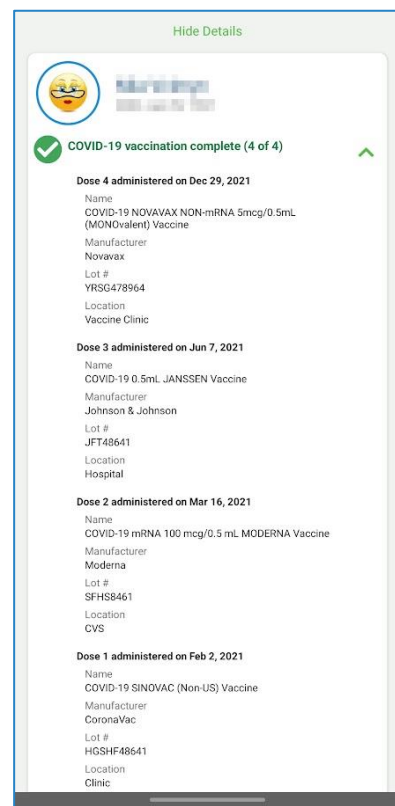 Hide Details
COVID-19 vaccination complete (4 of 4)
Dose 4 administered on Dec 29, 2021
Name
COVID-19 NOVAVAX NON-mRNA 5mcg/0.5mL
(MONOvalent) Vaccine
Manufacturer
Novavax
Lot #
YRSG478964
Location
Vaccine Clinic
Dose 3 administered on Jun 7, 2021
Name
COVID-19 0.5mL JANSSEN Vaccine
Manufacturer
Johnson & Johnson
Lot #
JFT48641
Location
Hospital
Dose 2 administered on Mar 16, 2021
Name
COVID-19 mRNA 100 mcg/0.5 mL MODERNA Vaccine
Manufacturer
Moderna
Lot #
SFHS8461
Location
CVS
Dose 1 administered on Feb 2, 2021
Name
COVID-19 SINOVAC (Non-US) Vaccine
Manufacturer
CoronaVac
Lot #
HGSHF48641
Location
Clinic